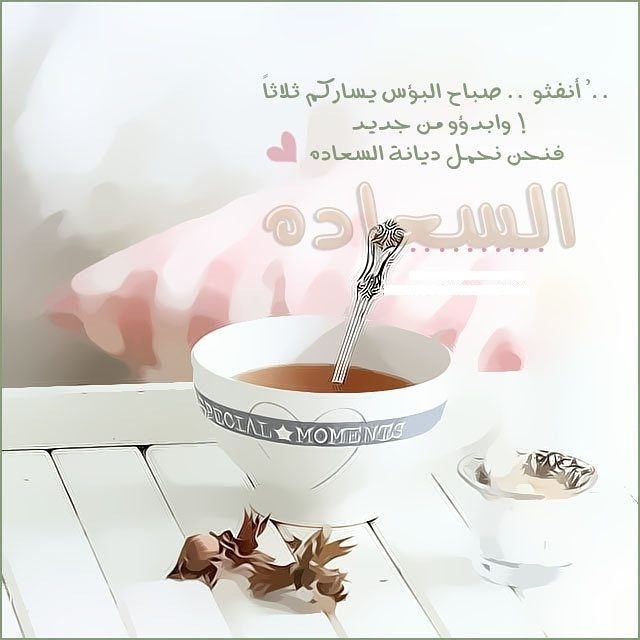 ..’ أنفثو .. صباح البؤس يساركم ثلاثاً
! وابدؤو من جديد
فنحن نحمل ديانة السعاده
السعاده
SPECIAL★MOMENTS